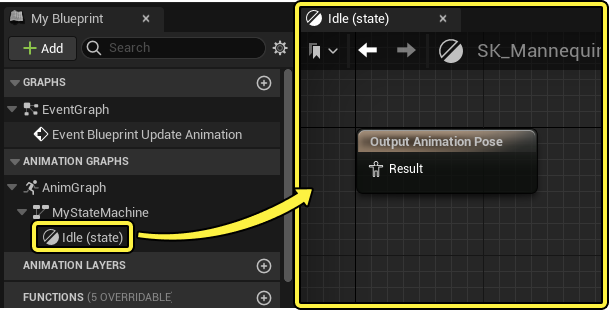 My Blueprint
Add
Search
GRAPHS
EventGraph
Event Blueprint Update Animation
ANIMATION GRAPHS
AnimGraph
MyStateMachine
Idle (state)
ANIMATION LAYERS
FUNCTIONS (5 OVERRIDABLE)
Idle (state)
SK_Mannequin
Output Animation Pose
Result